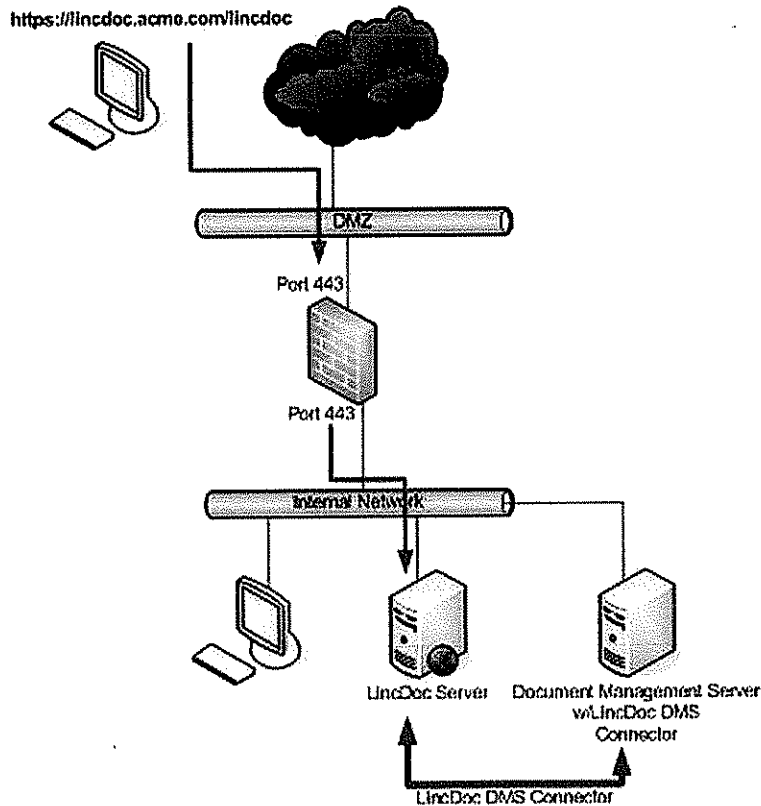 https://lincdoc.acme.com/lincdoc
DMZ
Port 443
Port 443
Internal Network
LincDoc Server
Document Management Server
w/LincDoc DMS
Connector
LincDoc DMS Connector